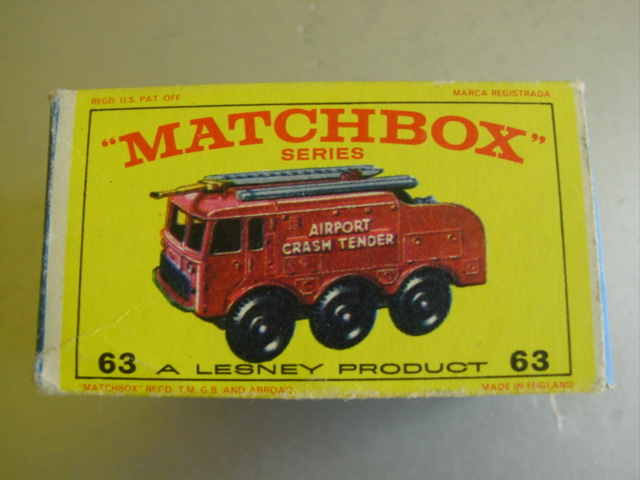 REGD U.S. PAT. OFF MARCA REGISTRADA
"MATCHBOX"
SERIES
AIRPORT
CRASH TENDER
63 A LESNEY PRODUCT 63
"MATCHBOX" REGD. T.M. G.B. AND ABROAD MADE IN ENGLAND